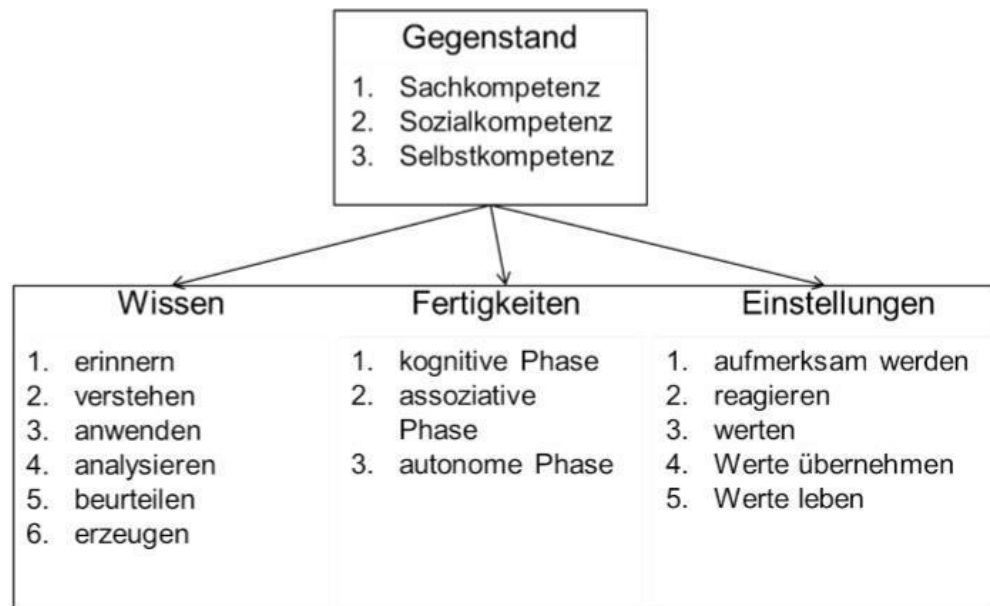 Gegenstand
1. Sachkompetenz
2. Sozialkompetenz
3. Selbstkompetenz
Wissen
1. erinnern
2. verstehen
3. anwenden
4. analysieren
5. beurteilen
6. erzeugen
Fertigkeiten
1. kognitive Phase
2. assoziative
Phase
3. autonome Phase
Einstellungen
1. aufmerksam werden
2. reagieren
3. werten
4. Werte übernehmen
5. Werte leben